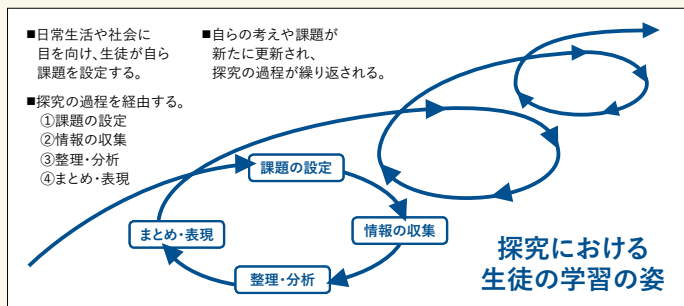 ■日常生活や社会に
目を向け、生徒が自ら
課題を設定する。
■探究の過程を経由する。
①課題の設定
②情報の収集
③整理・分析
④まとめ・表現
■自らの考えや課題が
新たに更新され、
探究の過程が繰り返される。
課題の設定
情報の収集
整理・分析
まとめ・表現
探究における
生徒の学習の姿